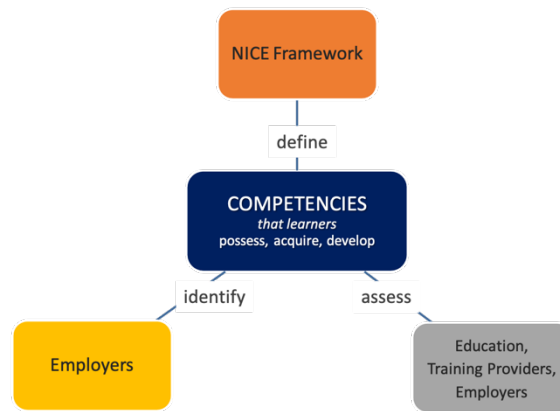 NICE Framework
define
COMPETENCIES
that learners
possess, acquire, develop
identify
assess
Employers
Education,
Training Providers,
Employers